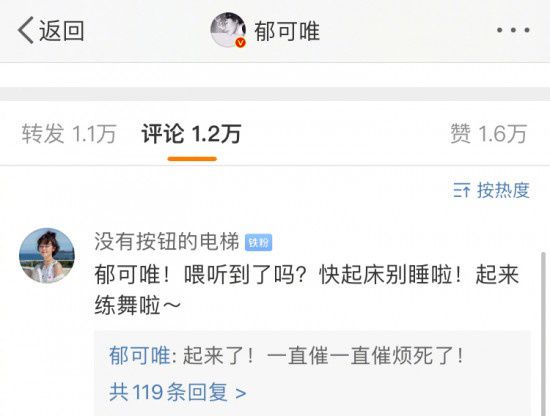 返回
郁可唯
转发 1.1万
评论 1.2万
赞 1.6万
按热度
没有按钮的电梯 铁粉
郁可唯！喂听到了吗？快起床别睡啦！起来
练舞啦～
郁可唯: 起来了！一直催一直催烦死了！
共119条回复 >